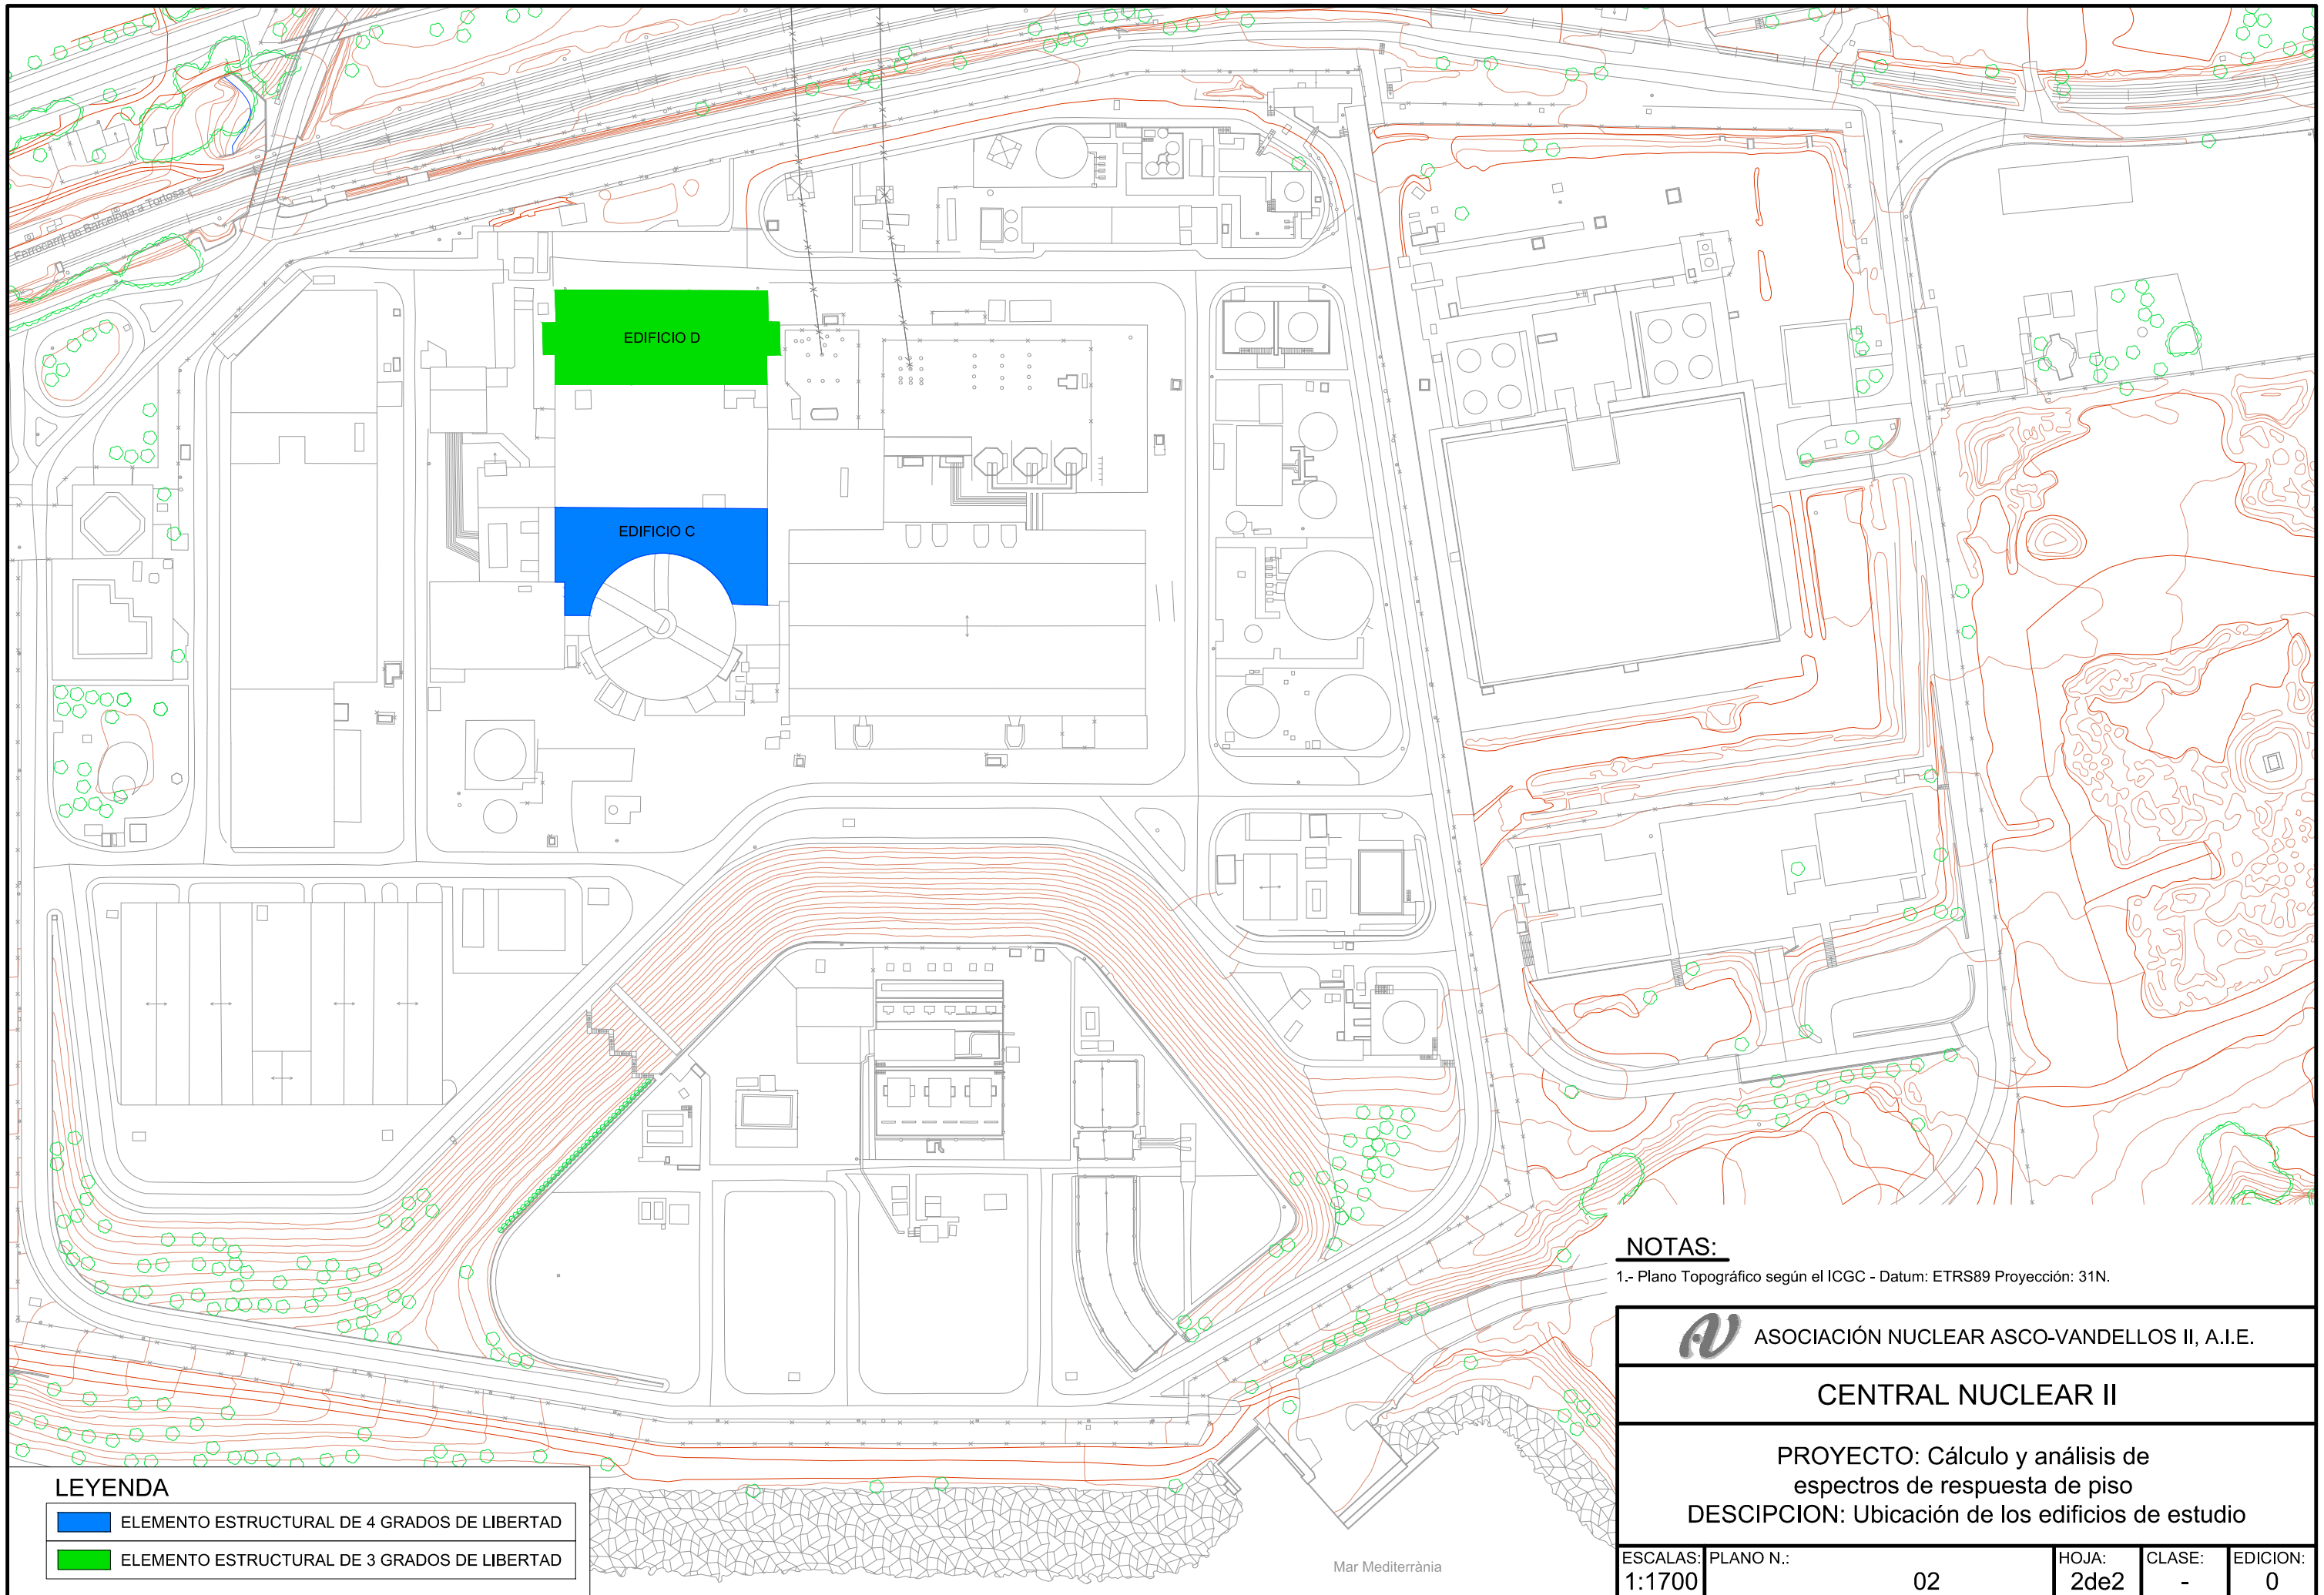 Ferrocarril de Barcelona a Tortosa
EDIFICIO D
EDIFICIO C
NOTAS:
1.- Plano Topográfico según el ICGC - Datum: ETRS89 Proyección: 31N.
ASOCIACIÓN NUCLEAR ASCO-VANDELLOS II, A.I.E.
CENTRAL NUCLEAR II
PROYECTO: Cálculo y análisis de
espectros de respuesta de piso
DESCIPCION: Ubicación de los edificios de estudio
ESCALAS:
1:1700
PLANO N.:
02
HOJA:
2de2
CLASE:
-
EDICION:
0
LEYENDA
ELEMENTO ESTRUCTURAL DE 4 GRADOS DE LIBERTAD
ELEMENTO ESTRUCTURAL DE 3 GRADOS DE LIBERTAD
Mar Mediterrània